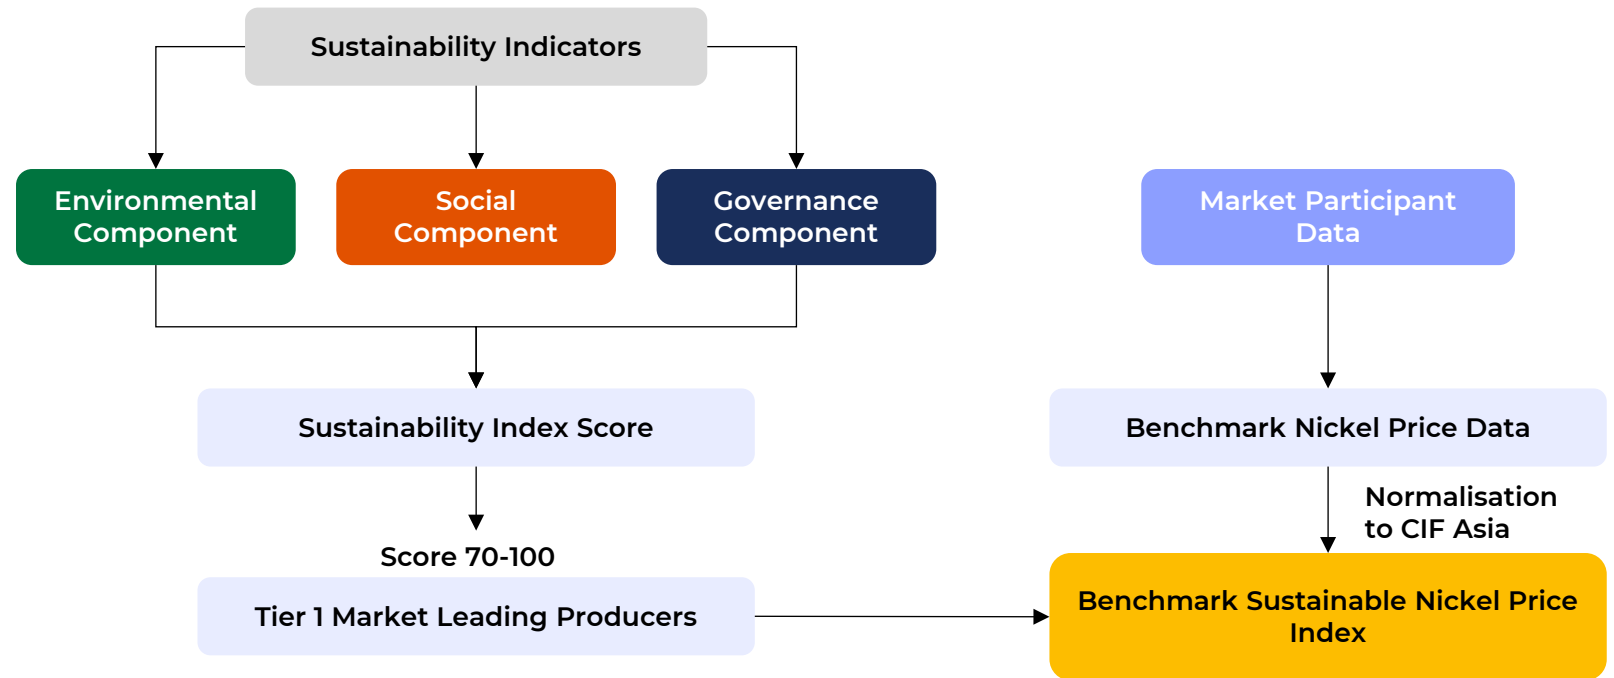 Sustainability Indicators
Environmental
Component
Social
Component
Governance
Component
Market Participant
Data
Sustainability Index Score
Benchmark Nickel Price Data
Normalisation
to CIF Asia
Score 70-100
Tier 1 Market Leading Producers
Benchmark Sustainable Nickel Price
Index